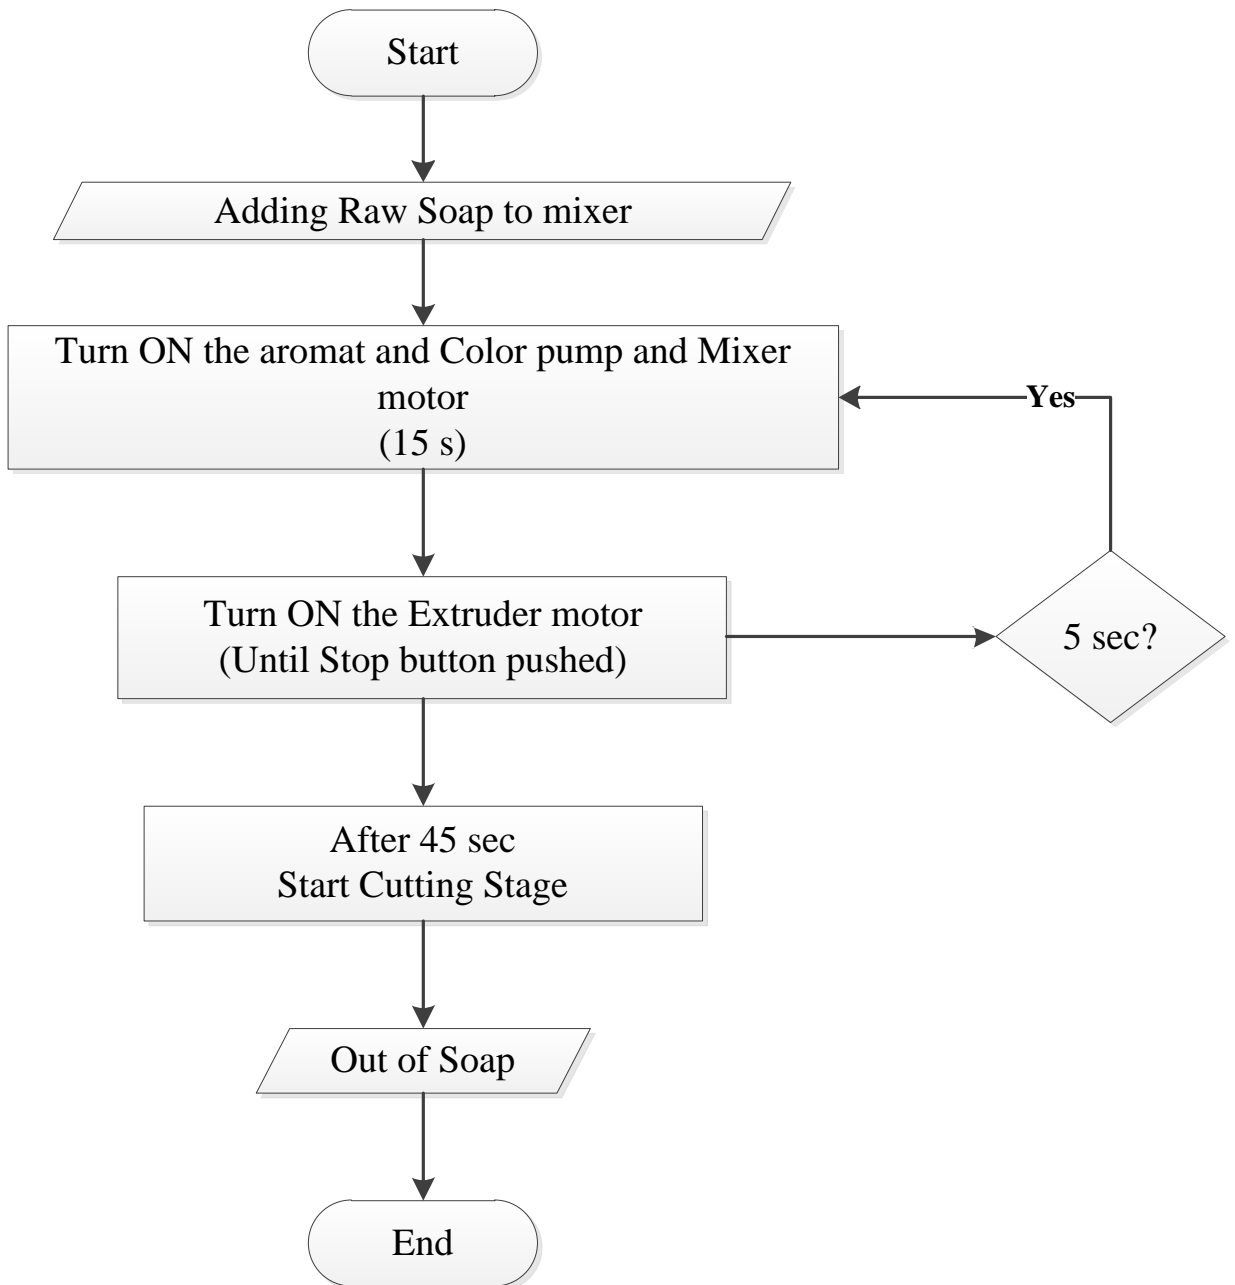 Start
Adding Raw Soap to mixer
Turn ON the aromat and Color pump and Mixer
motor
(15 s)
Yes
Turn ON the Extruder motor
(Until Stop button pushed)
5 sec?
After 45 sec
Start Cutting Stage
Out of Soap
End